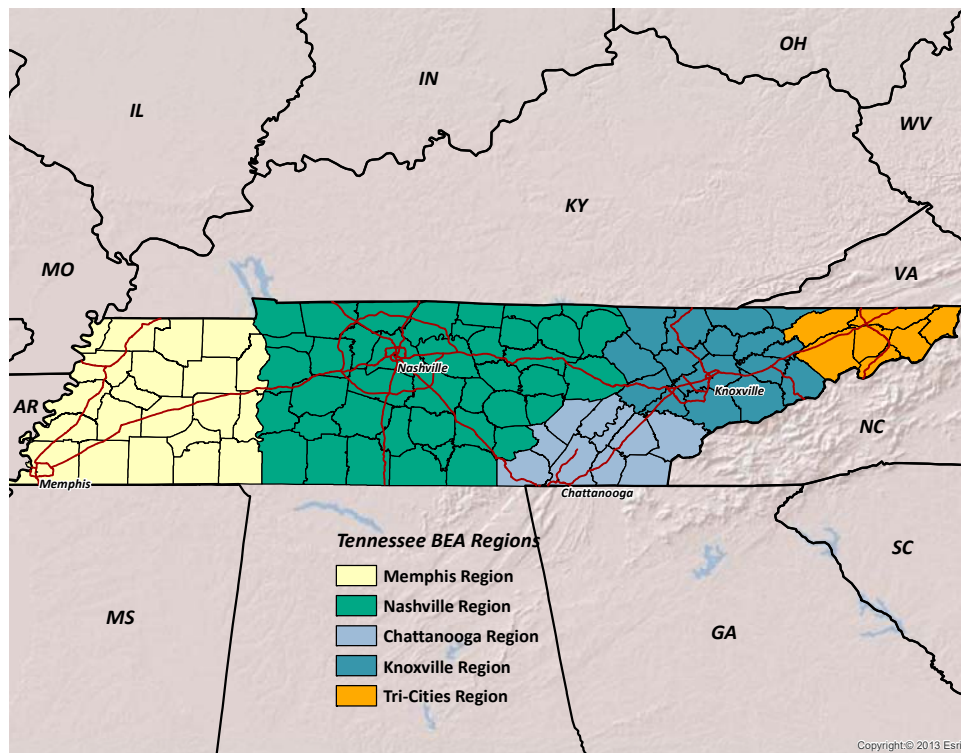 OH
IN
IL
WV
KY
MO
VA
Nashville
Knoxville
AR
NC
Memphis
Chattanooga
Tennessee BEA Regions
SC
Memphis Region
Nashville Region
MS
Chattanooga Region
GA
Knoxville Region
Tri-Cities Region
Copyright:© 2013 Esri